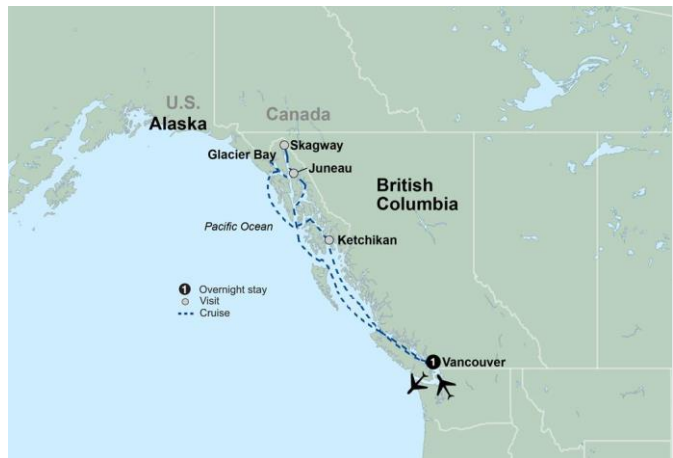 U.S.
Alaska
Canada
Skagway
Glacier Bay
Juneau
British
Columbia
Pacific Ocean
Ketchikan
1 Overnight stay
Visit
Cruise
1 Vancouver